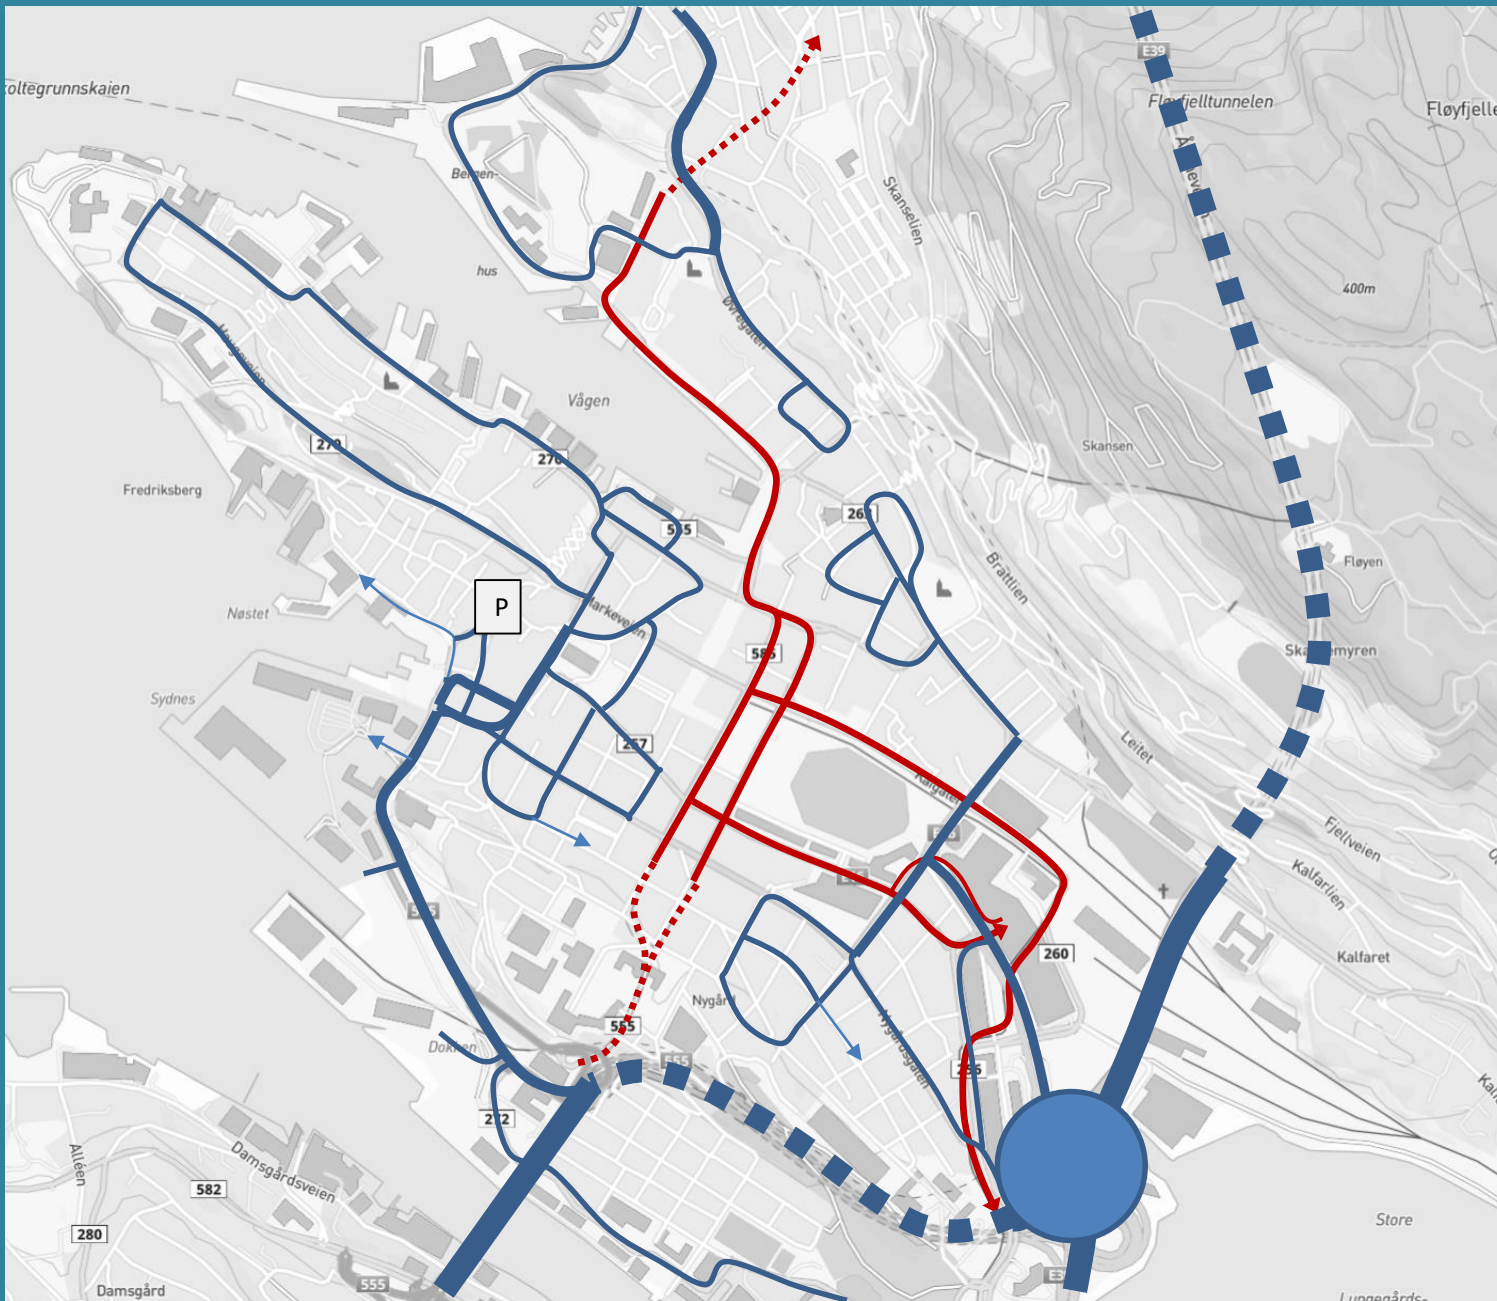 E39
koltegrunnskaien
Fløyfjelltunnelen
Fløyfjelle
Bergen-
hus
Skanselien
400m
Øvregaten
Vågen
270
270
Skansen
Fredriksberg
555
Fløyen
Brattlien
P
Markeveien
Nøstet
585
Skansemyren
Sydnes
257
Leitet
Kalfarlien
Fjellveien
555
260
Kalfaret
Nygård
555
555
Dokken
Nygårdsgaten
256
272
Alléen
Damsgårdsveien
582
280
Store
555
Damsgård
E39
Lungegårds-